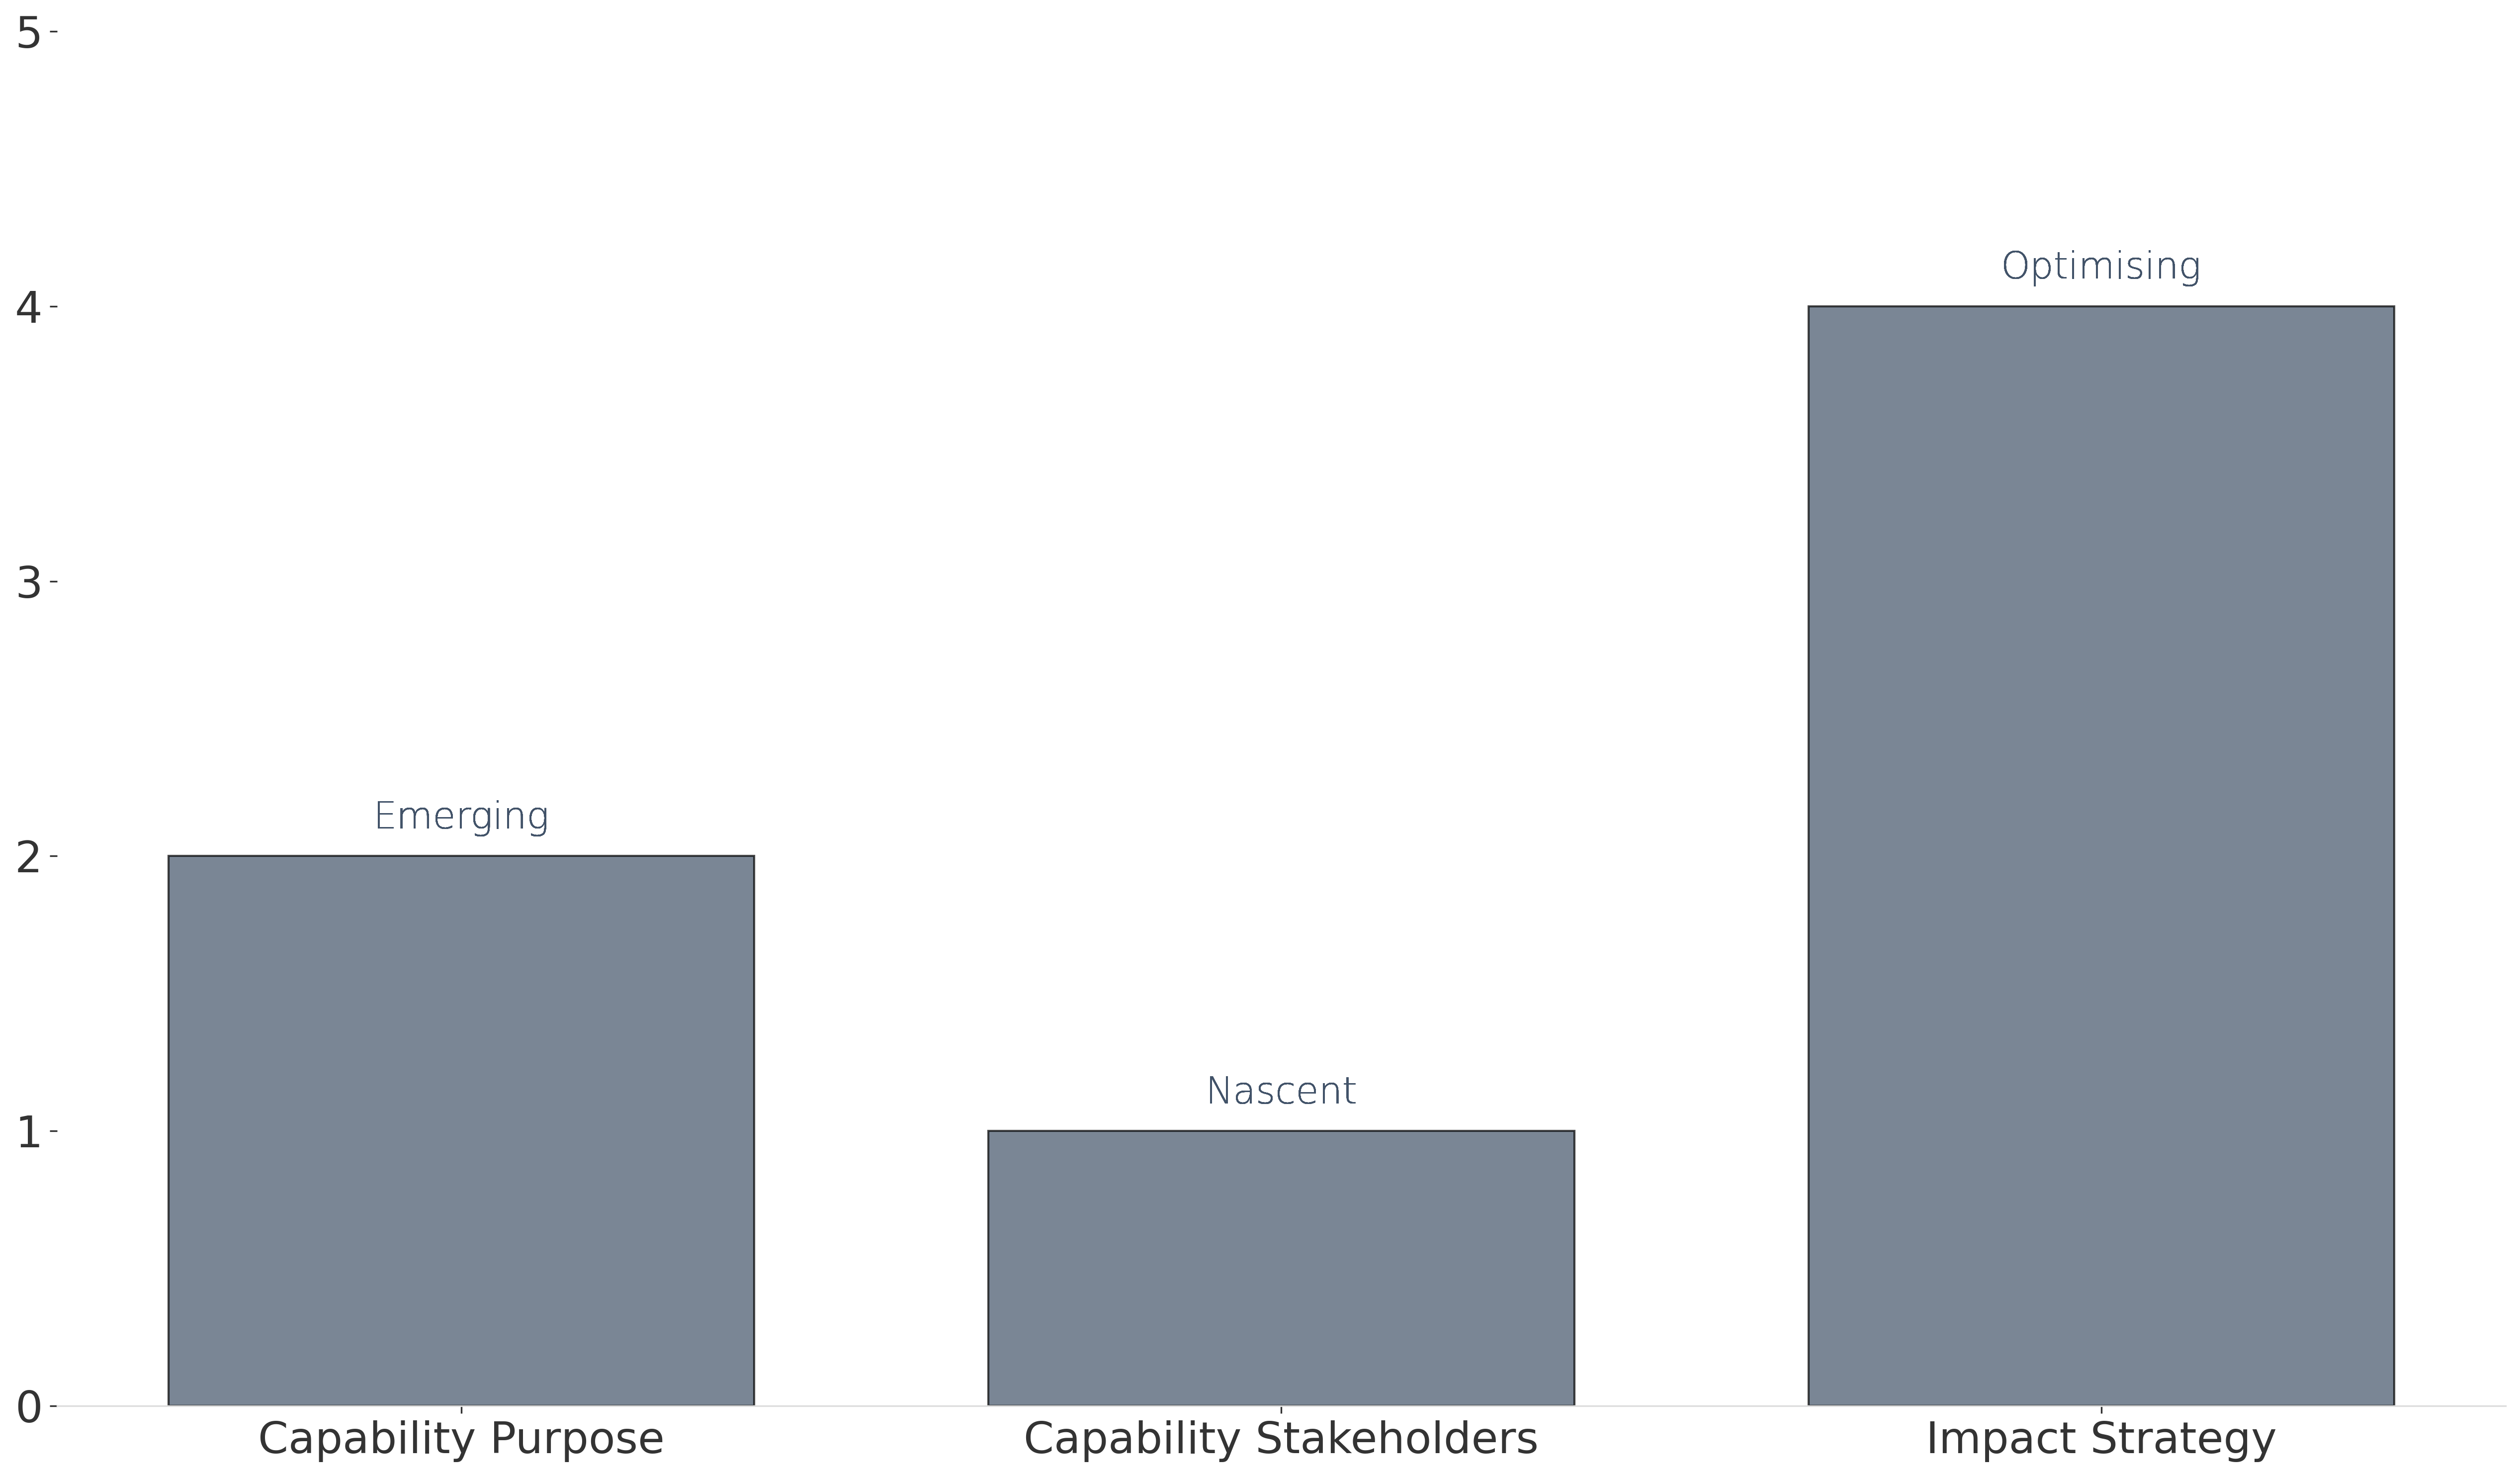 5
4
3
2
1
0
Optimising
Emerging
Nascent
Capability Purpose
Capability Stakeholders
Impact Strategy